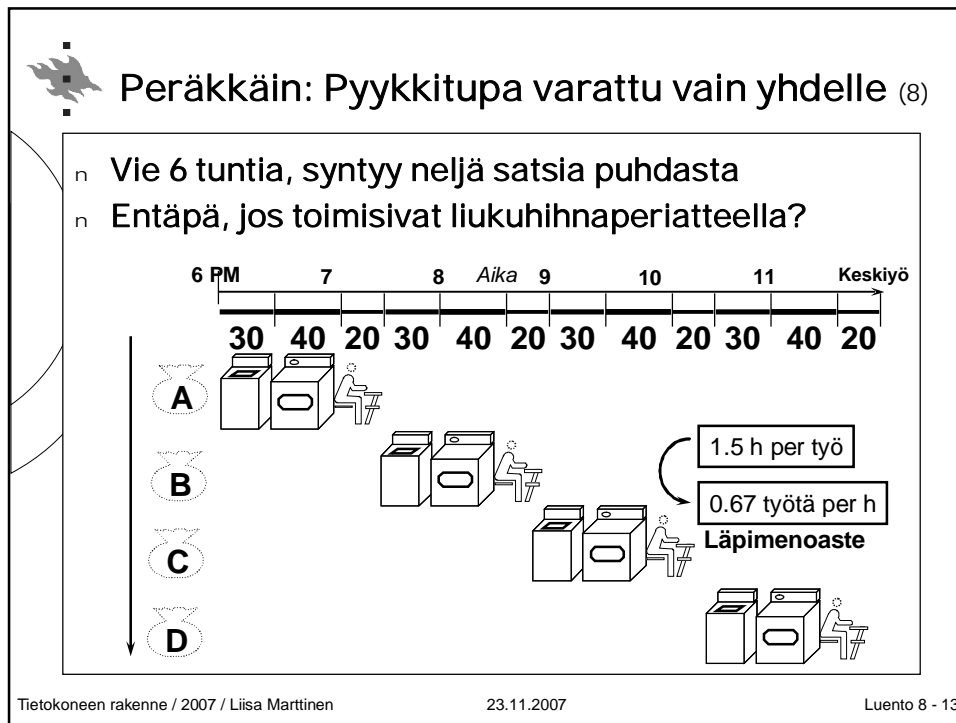 Peräkkäin: Pyykkitupa varattu vain yhdelle (8)
n Vie 6 tuntia, syntyy neljä satsia puhdasta
n Entäpä, jos toimisivat liukuhihnaperiatteella?
6 PM 7 8 Aika 9 10 11 Keskiyö
30 40 20 30 40 20 30 40 20 30 40 20
A
1.5 h per työ
B
0.67 työtä per h
Läpimenoaste
C
D
Tietokoneen rakenne / 2007 / Liisa Marttinen 23.11.2007 Luento 8 - 13